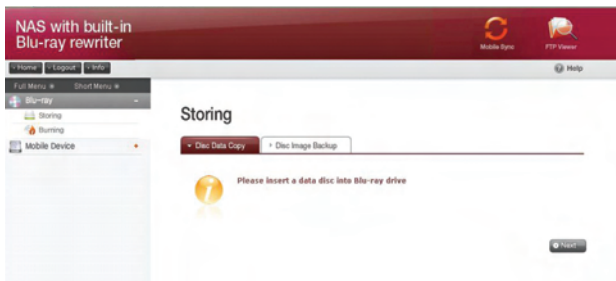 NAS with built-in
Blu-ray rewriter
Mobile Sync
FTP Viewer
Home
Logout
Info
Help
Full Menu
Short Menu
Blu-ray
Storing
Burning
Mobile Device
Storing
Disc Data Copy
Disc Image Backup
Please insert a data disc into Blu-ray drive
Next